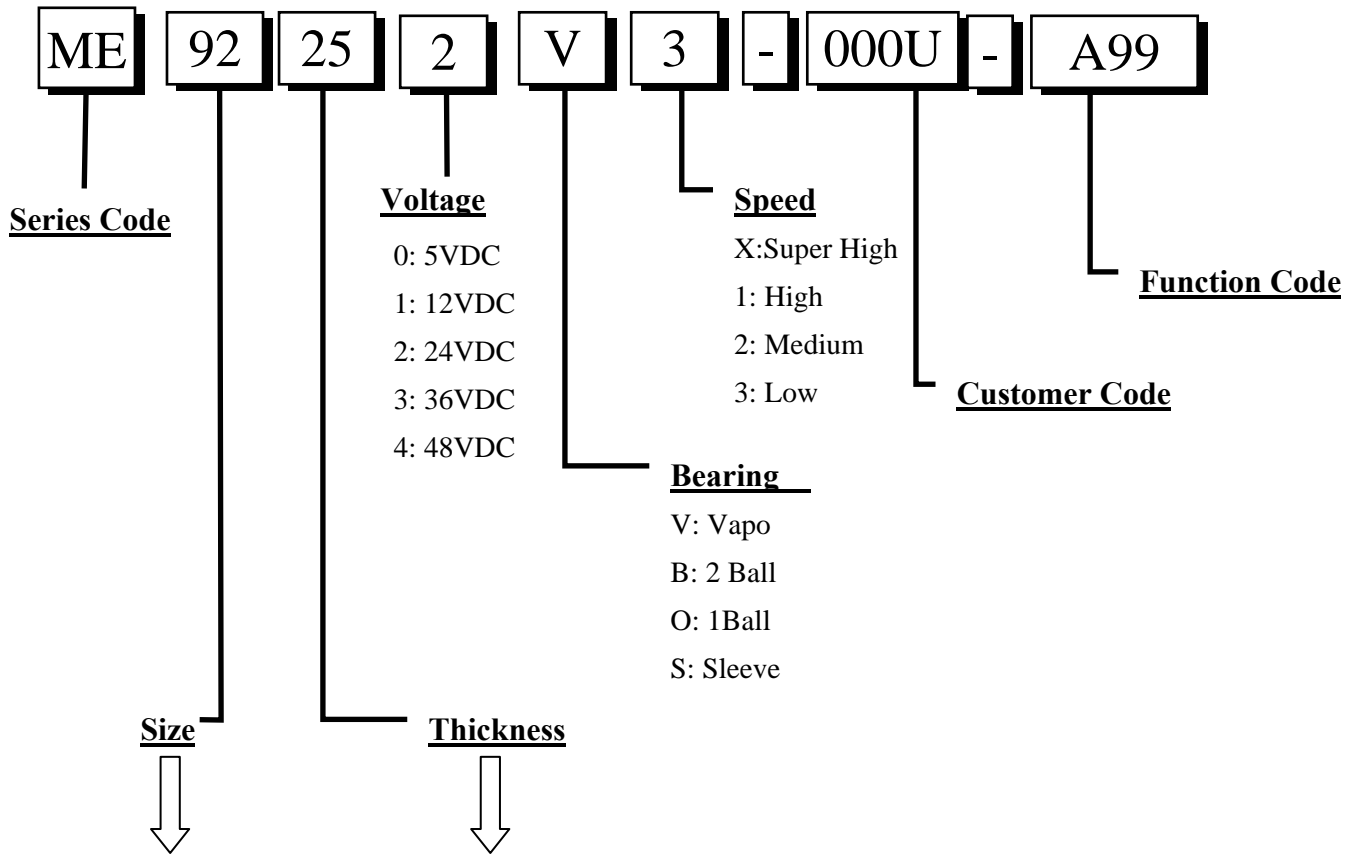 ME 92 25 2 V 3 - 000U - A99
Series Code
Voltage
0: 5VDC
1: 12VDC
2: 24VDC
3: 36VDC
4: 48VDC
Speed
X:Super High
1: High
2: Medium
3: Low
Function Code
Customer Code
Bearing
V: Vapo
B: 2 Ball
O: 1Ball
S: Sleeve
Size
Thickness